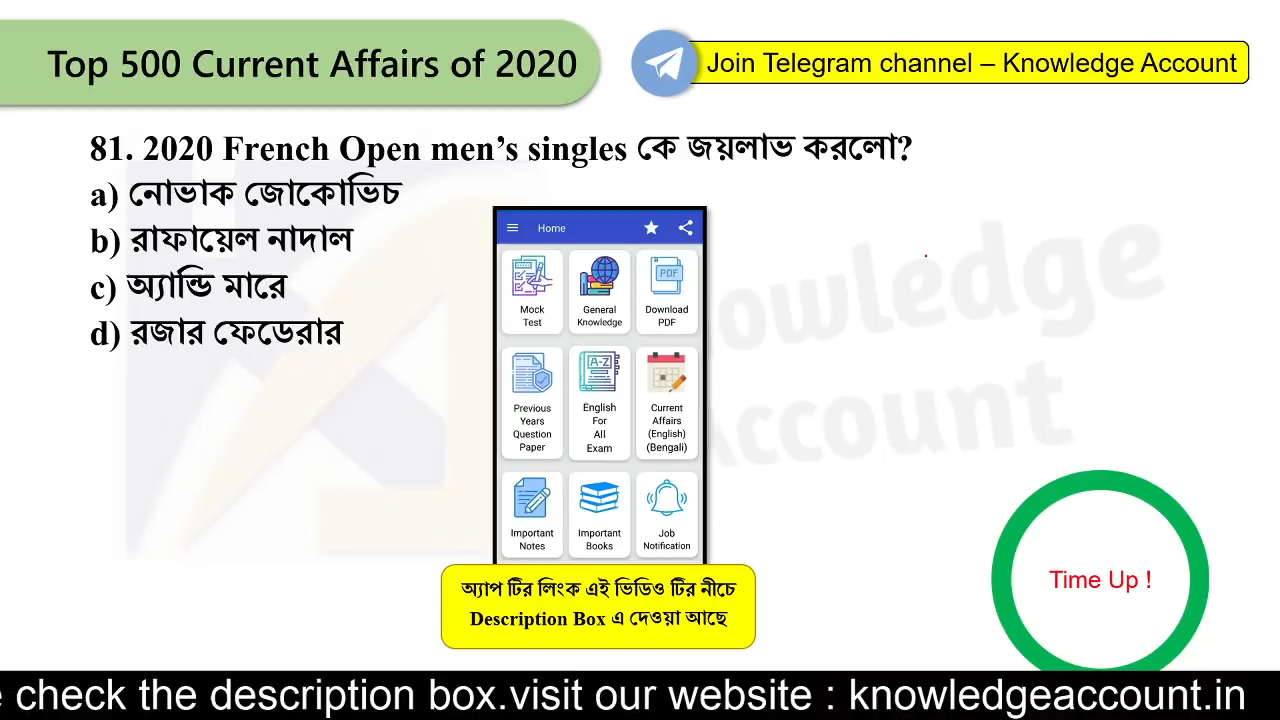 Top 500 Current Affairs of 2020
Join Telegram channel – Knowledge Account
81. 2020 French Open men’s singles কে জয়লাভ করলো?
a) নোভাক জোকোভিচ
b) রাফায়েল নাদাল
c) অ্যান্ডি মারে
d) রজার ফেডেরার
Home
Mock
Test
General
Knowledge
PDF
Download
PDF
Previous
Years
Question
Paper
A-Z
English
For
All
Exam
Current
Affairs
(English)
(Bengali)
Important
Notes
Important
Books
Job
Notification
Knowledge
Account
অ্যাপ টির লিংক এই ভিডিও টির নীচে
Description Box এ দেওয়া আছে
Time Up !
check the description box.visit our website : knowledgeaccount.in